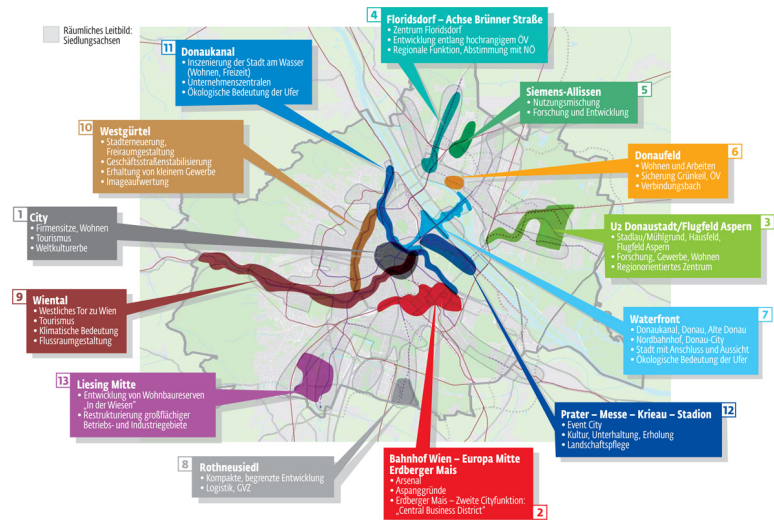 Räumliches Leitbild:
Siedlungsachsen
4
Floridsdorf – Achse Brünner Straße
• Zentrum Floridsdorf
• Entwicklung entlang hochrangigem ÖV
• Regionale Funktion, Abstimmung mit NÖ
11
Donaukanal
• Inszenierung der Stadt am Wasser
(Wohnen, Freizeit)
• Unternehmenszentralen
• Ökologische Bedeutung der Ufer
Siemens-Allissen
5
• Nutzungsmischung
• Forschung und Entwicklung
10
Westgürtel
• Stadterneuerung,
Freiraumgestaltung
• Geschäftsstraßenstabilisierung
• Erhaltung von kleinem Gewerbe
• Imageaufwertung
Donaufeld
6
• Wohnen und Arbeiten
• Sicherung Grünkeil, ÖV
• Verbindungsbach
1
City
• Firmensitze, Wohnen
• Tourismus
• Weltkulturerbe
U2 Donaustadt/Flugfeld Aspern
3
• Stadlau/Mühlgrund, Hausfeld,
Flugfeld Aspern
• Forschung, Gewerbe, Wohnen
• Regionorientiertes Zentrum
9
Wiental
• Westliches Tor zu Wien
• Tourismus
• Klimatische Bedeutung
• Flussraumgestaltung
Waterfront
7
• Donaukanal, Donau, Alte Donau
• Nordbahnhof, Donau-City
• Stadt mit Anschluss und Aussicht
• Ökologische Bedeutung der Ufer
13
Liesing Mitte
• Entwicklung von Wohnbaureserven
„In der Wiesen"
• Restrukturierung großflächiger
Betriebs- und Industriegebiete
Prater – Messe – Krieau – Stadion
12
• Event City
• Kultur, Unterhaltung, Erholung
• Landschaftspflege
8
Rothneusiedl
• Kompakte, begrenzte Entwicklung
• Logistik, GVZ
Bahnhof Wien – Europa Mitte
Erdberger Mais
• Arsenal
• Aspanggründe
• Erdberger Mais – Zweite Cityfunktion:
„Central Business District"
2